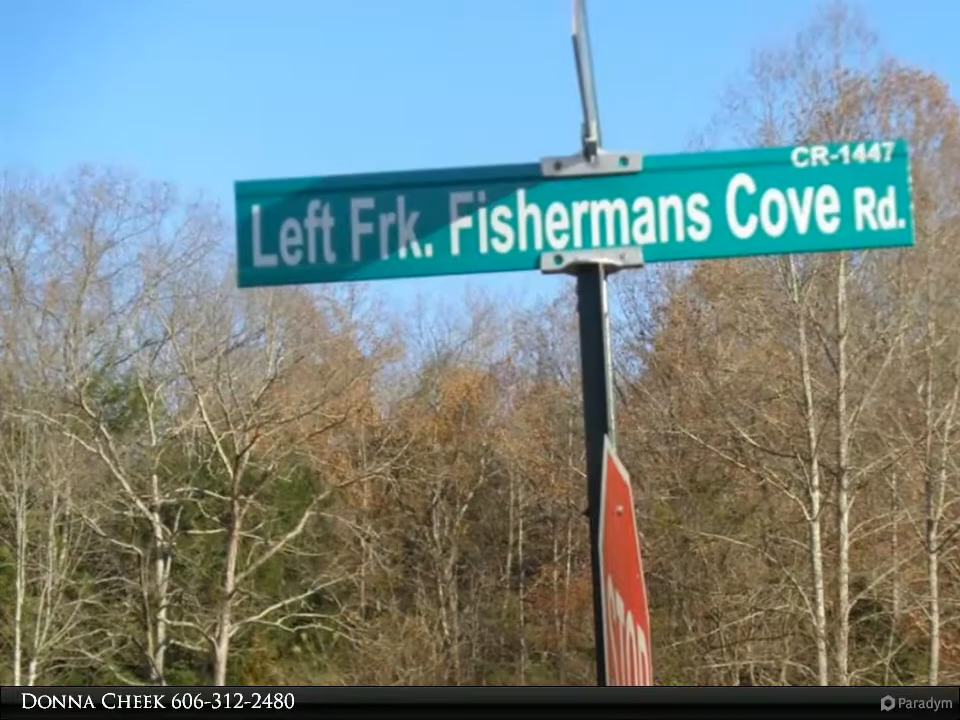 CR-1447
Left Frk. Fishermans Cove Rd.
STOP
Donna Cheek 606-312-2480
Paradym